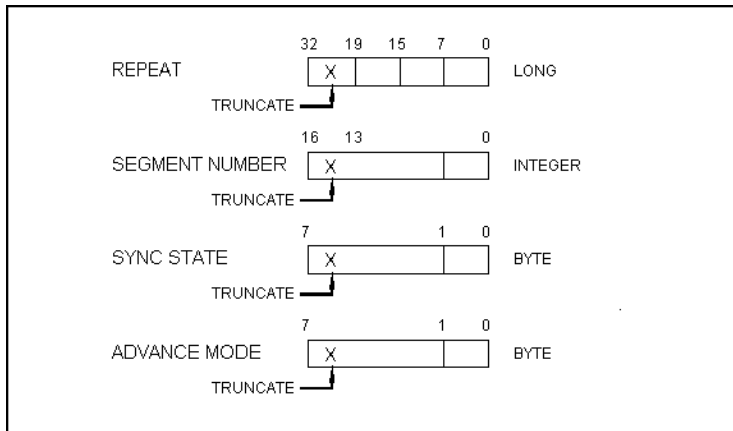 32 19 15 7 0
REPEAT X LONG
TRUNCATE
16 13 0
SEGMENT NUMBER X INTEGER
TRUNCATE
7 1 0
SYNC STATE X BYTE
TRUNCATE
7 1 0
ADVANCE MODE X BYTE
TRUNCATE